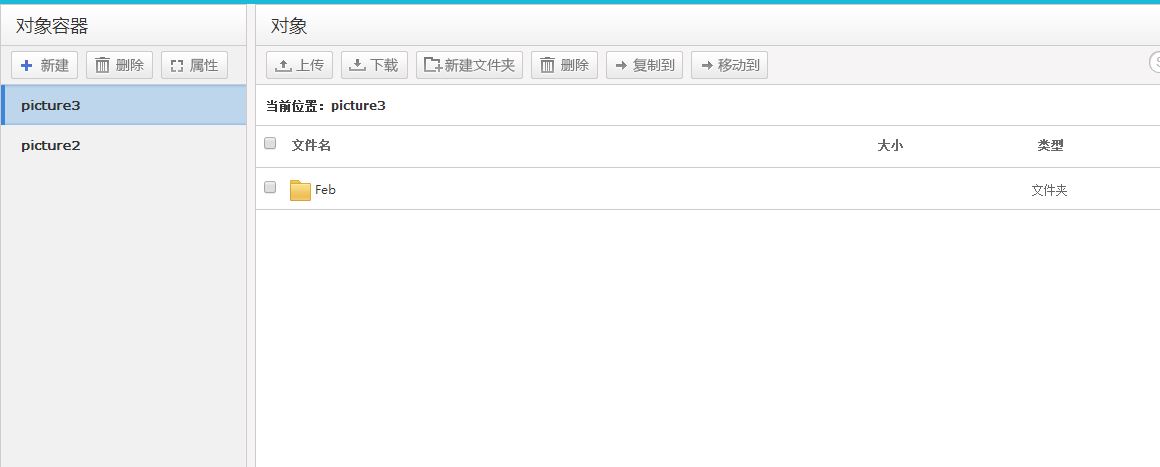 对象容器
对象
新建 删除 属性
上传 下载 新建文件夹 删除 复制到 移动到
picture3
当前位置：picture3
picture2
文件名 大小 类型
Feb 文件夹